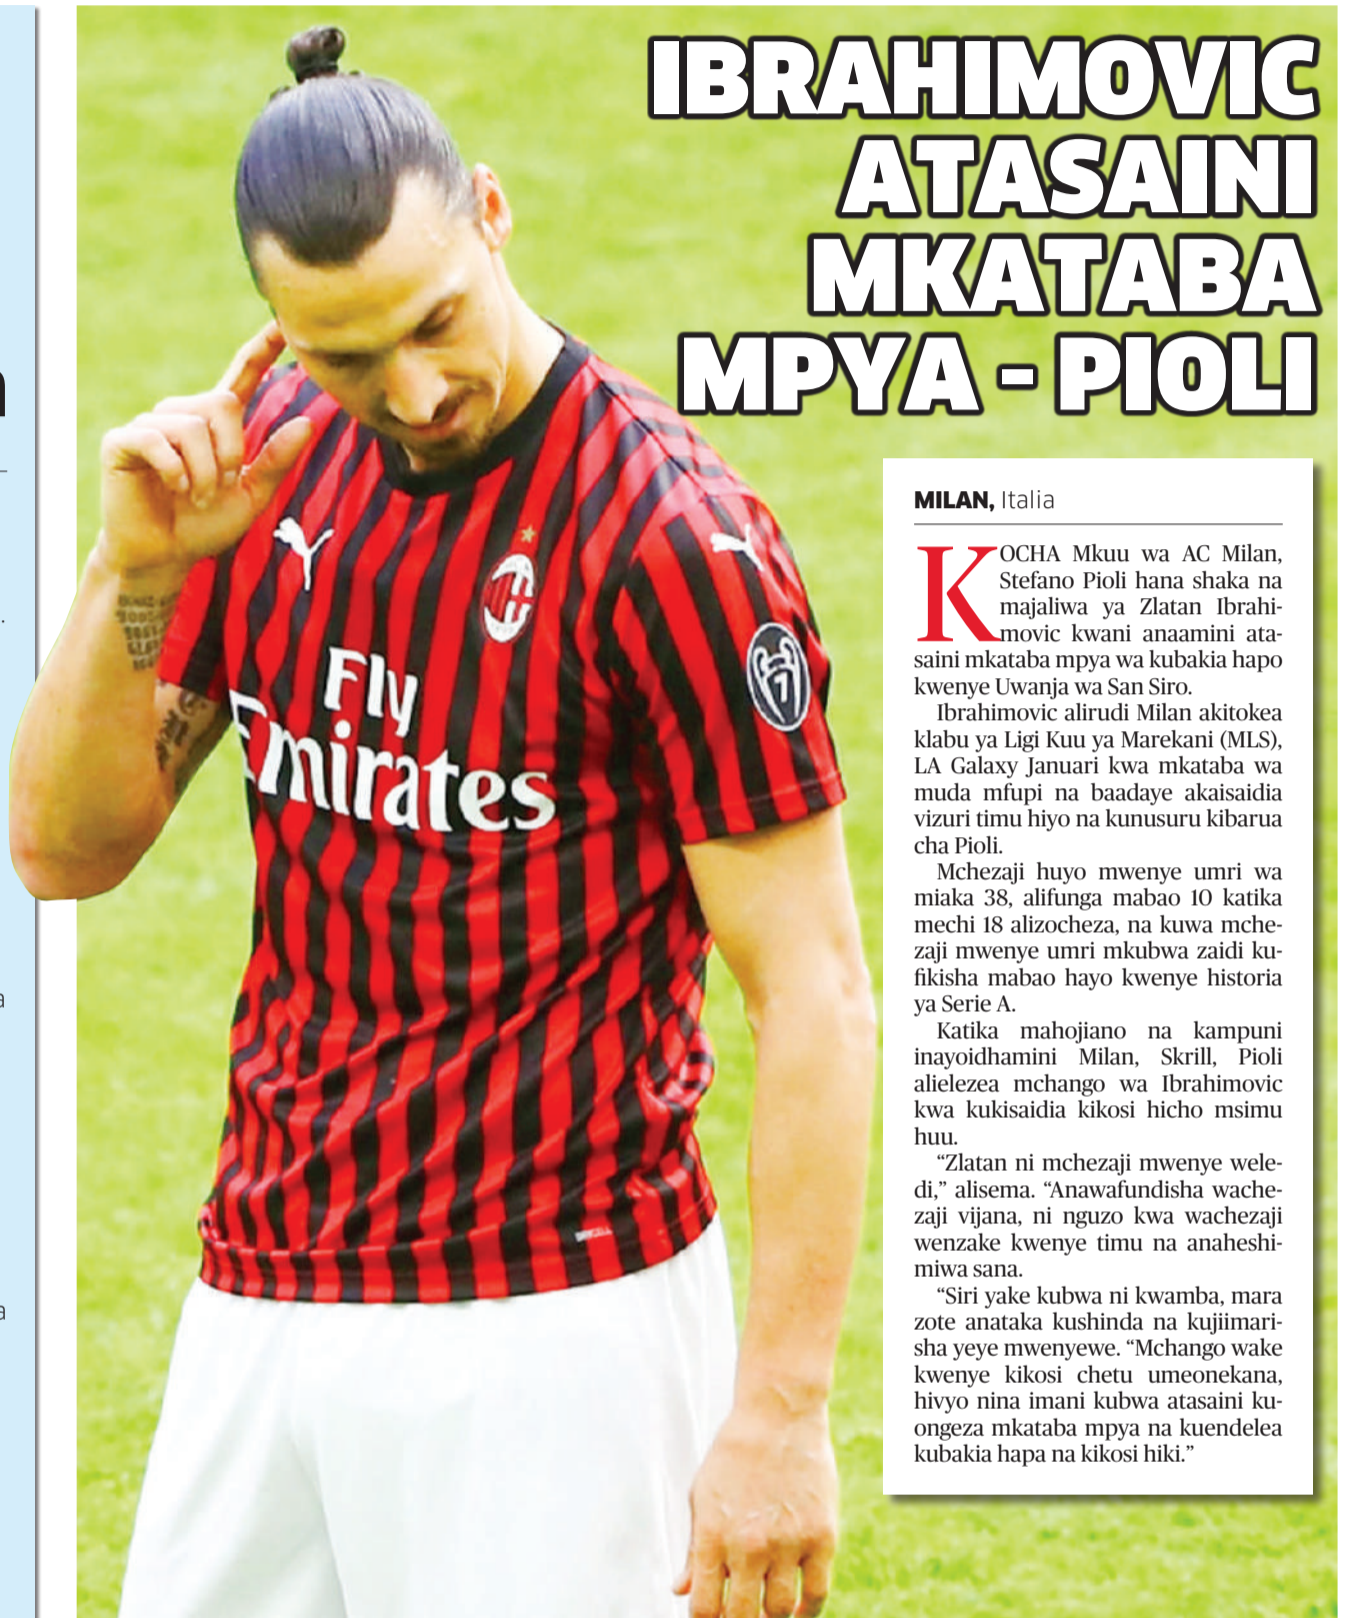 IBRAHIMOVIC
ATASAINI
MKATABA
MPYA - PIOLI
MILAN, Italia
KOCHA Mkuu wa AC Milan,
Stefano Pioli hana shaka na
majaliwa ya Zlatan Ibrahi-
movic kwani anaamini ata-
saini mkataba mpya wa kubakia hapo
kwenye Uwanja wa San Siro.
Ibrahimovic alirudi Milan akitokea
klabu ya Ligi Kuu ya Marekani (MLS),
LA Galaxy Januari kwa mkataba wa
muda mfupi na baadaye akaisaidia
vizuri timu hiyo na kunusuru kibarua
cha Pioli.
Mchezaji huyo mwenye umri wa
miaka 38, alifunga mabao 10 katika
mechi 18 alizocheza, na kuwa mche-
zaji mwenye umri mkubwa zaidi ku-
fikisha mabao hayo kwenye historia
ya Serie A.
Katika mahojiano na kampuni
inayoidhamini Milan, Skrill, Pioli
alielezea mchango wa Ibrahimovic
kwa kukisaidia kikosi hicho msimu
huu.
“Zlatan ni mchezaji mwenye wele-
di,” alisema. “Anawafundisha wache-
zaji vijana, ni nguzo kwa wachezaji
wenzake kwenye timu na anaheshi-
miwa sana.
“Siri yake kubwa ni kwamba, mara
zote anataka kushinda na kujiimari-
sha yeye mwenyewe. “Mchango wake
kwenye kikosi chetu umeonekana,
hivyo nina imani kubwa atasaini ku-
ongeza mkataba mpya na kuendelea
kubakia hapa na kikosi hiki.”
Fly
Emirates
7